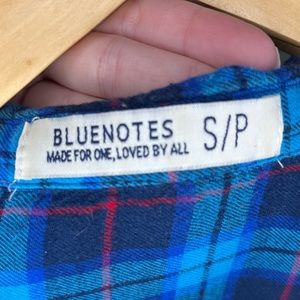 BLUENOTES S/P
MADE FOR ONE, LOVED BY ALL